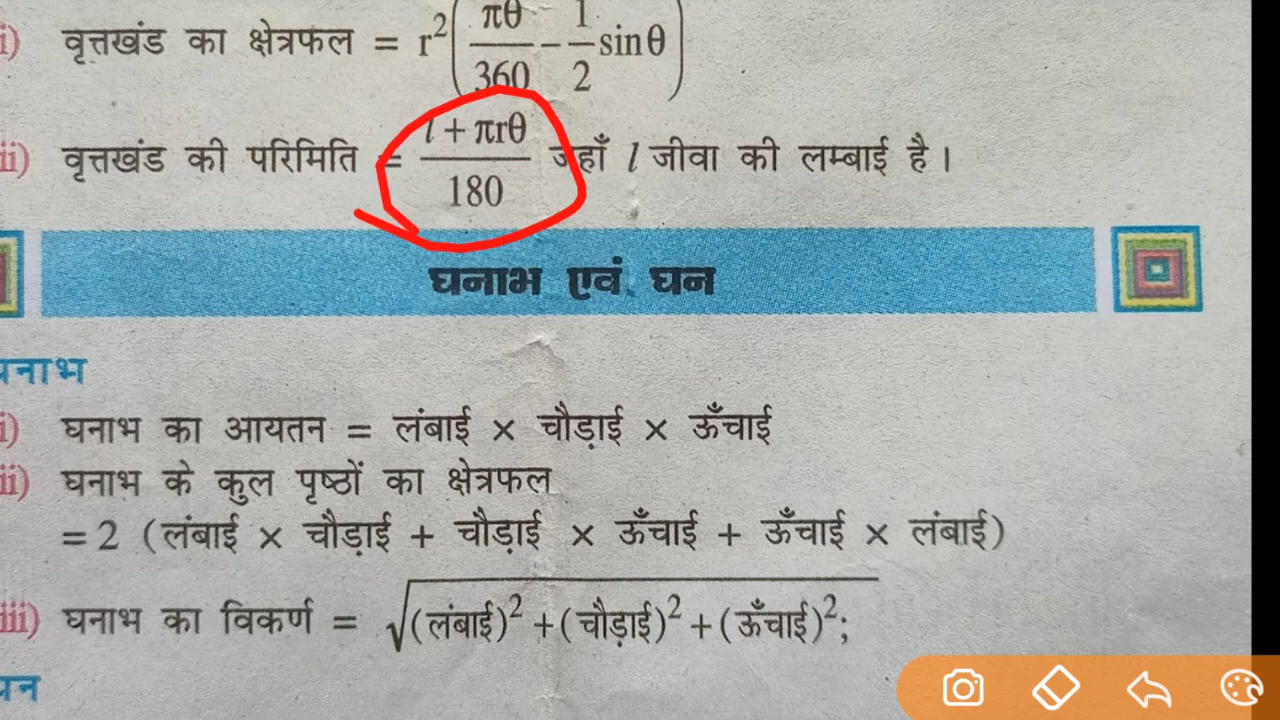 i) वृत्तखंड का क्षेत्रफल = r²(πθ/360 - 1/2 sinθ)
ii) वृत्तखंड की परिमिति = l + πrθ/180 जहाँ l जीवा की लम्बाई है।
घनाभ एवं घन
घनाभ
i) घनाभ का आयतन = लंबाई × चौड़ाई × ऊँचाई
ii) घनाभ के कुल पृष्ठों का क्षेत्रफल
= 2 (लंबाई × चौड़ाई + चौड़ाई × ऊँचाई + ऊँचाई × लंबाई)
iii) घनाभ का विकर्ण = √(लंबाई)² + (चौड़ाई)² + (ऊँचाई)²;
घन